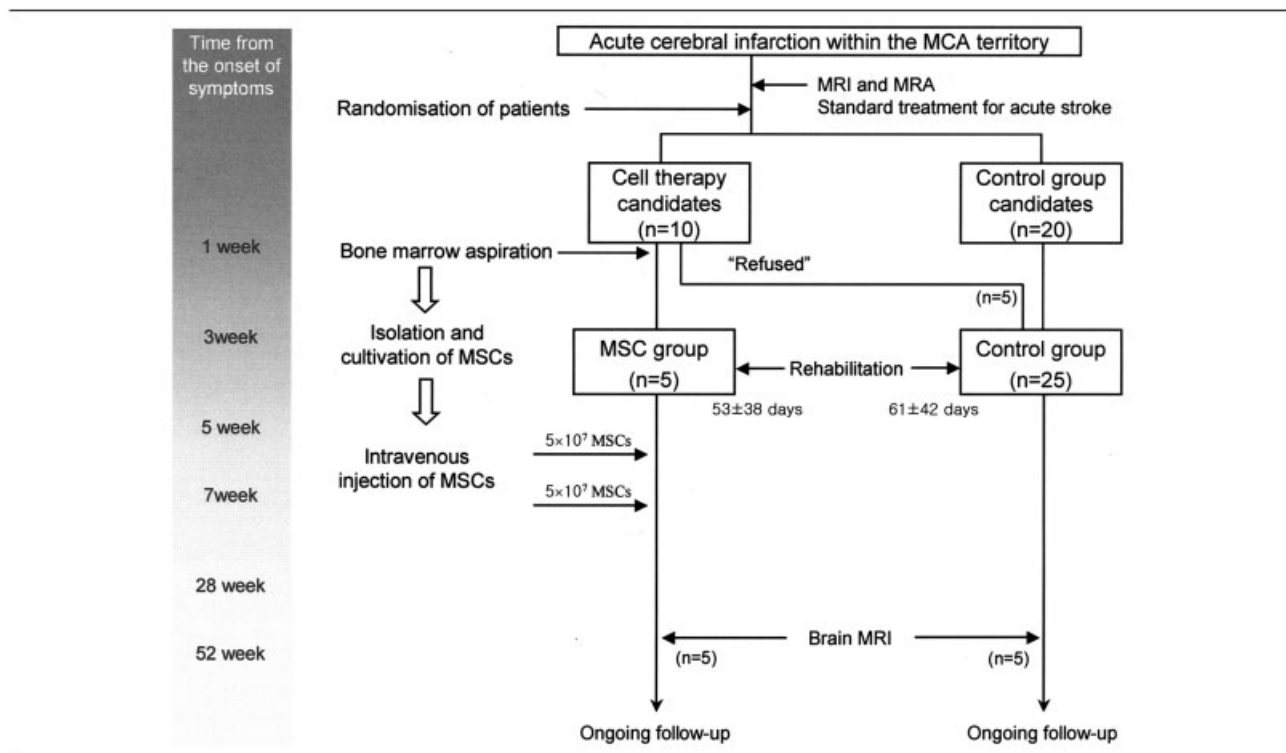 Time from
the onset of
symptoms
Acute cerebral infarction within the MCA territory
MRI and MRA
Standard treatment for acute stroke
Randomisation of patients
Cell therapy
candidates
(n=10)
Control group
candidates
(n=20)
1 week
Bone marrow aspiration
“Refused”
(n=5)
3week
Isolation and
cultivation of MSCs
MSC group
(n=5)
Rehabilitation
Control group
(n=25)
53±38 days
61±42 days
5 week
5×10⁷ MSCs
Intravenous
injection of MSCs
7week
5×10⁷ MSCs
28 week
52 week
Brain MRI
(n=5)
(n=5)
Ongoing follow-up
Ongoing follow-up